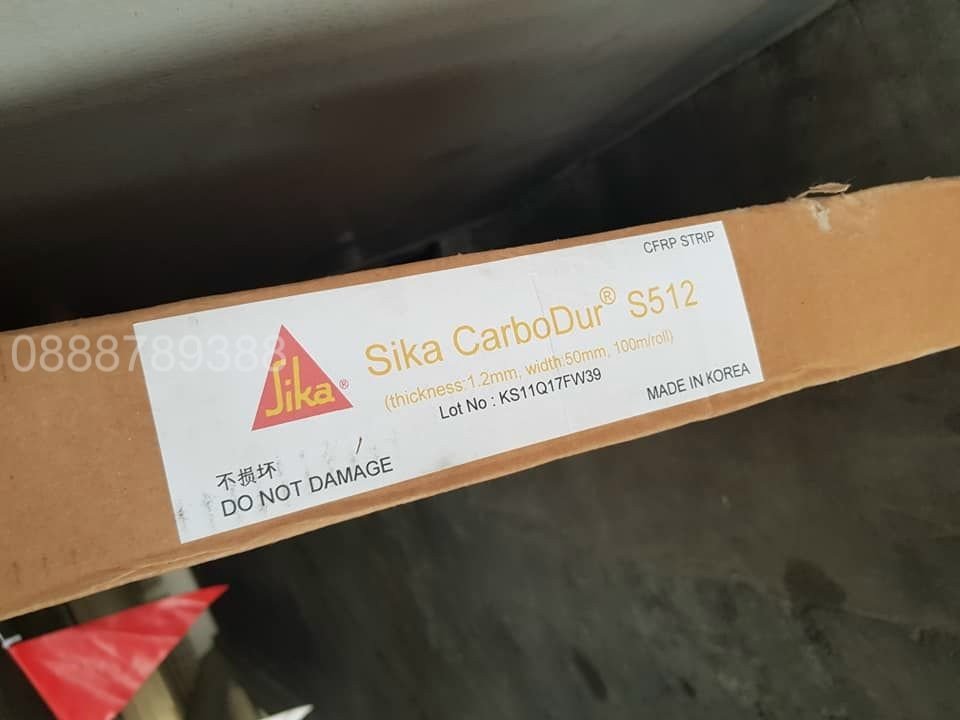 CFRP STRIP
Sika CarboDur® S512
(thickness:1.2mm, width:50mm, 100m/roll)
Lot No : KS11Q17FW39
MADE IN KOREA
Sika®
不损坏
DO NOT DAMAGE
0888789388